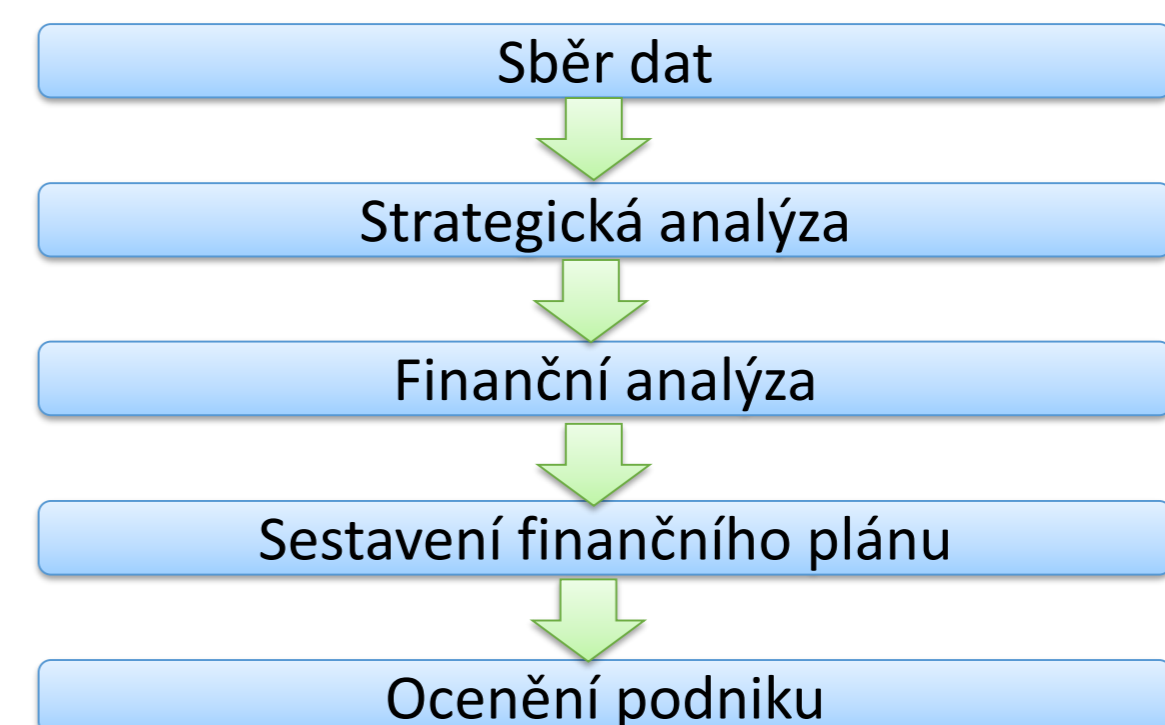 Sběr dat
Strategická analýza
Finanční analýza
Sestavení finančního plánu
Ocenění podniku